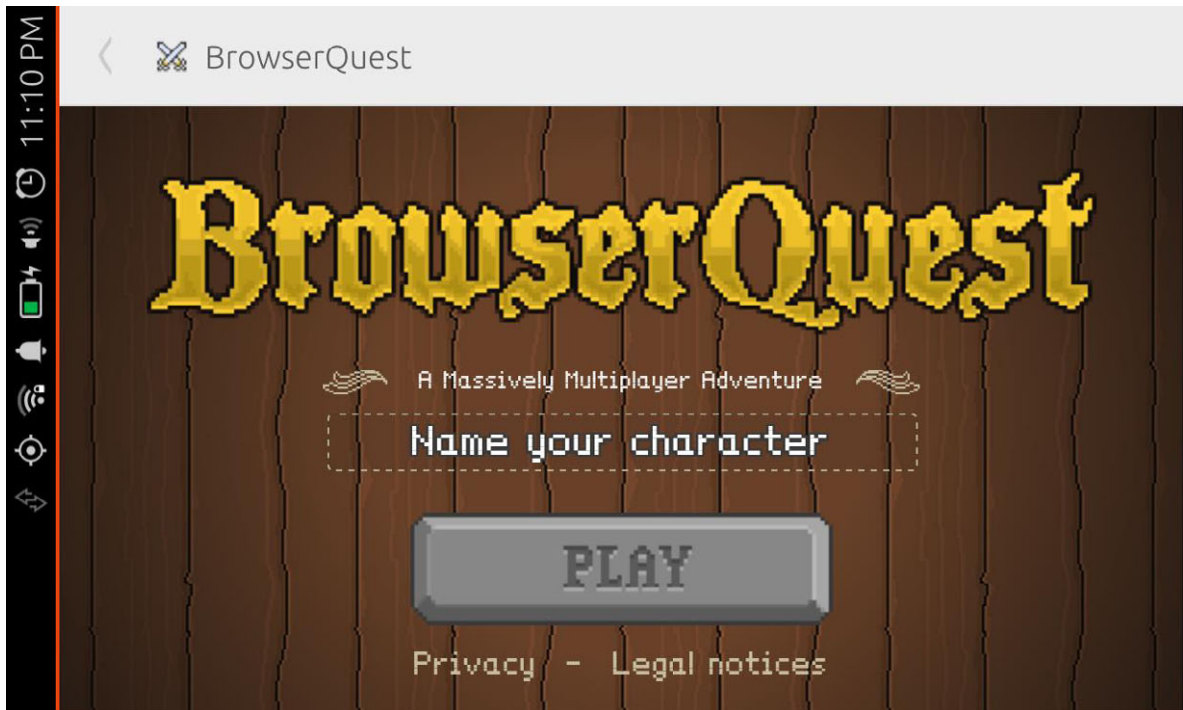 11:10 PM
BrowserQuest
BrowserQuest
A Massively Multiplayer Adventure
Name your character
PLAY
Privacy - Legal notices